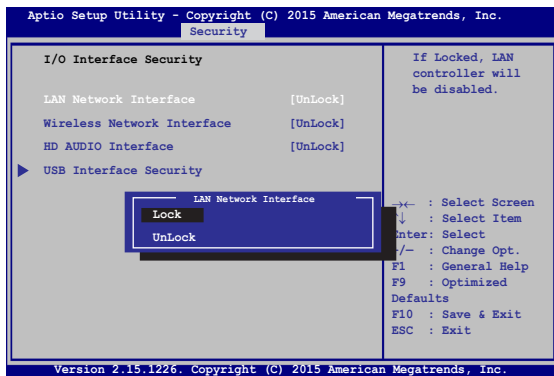 Aptio Setup Utility - Copyright (C) 2015 American Megatrends, Inc.
Security
I/O Interface Security
LAN Network Interface [UnLock]
Wireless Network Interface [UnLock]
HD AUDIO Interface [UnLock]
USB Interface Security
LAN Network Interface
Lock
UnLock
If Locked, LAN
controller will
be disabled.
→← : Select Screen
↑↓ : Select Item
Enter: Select
+/— : Change Opt.
F1 : General Help
F9 : Optimized
Defaults
F10 : Save & Exit
ESC : Exit
Version 2.15.1226. Copyright (C) 2015 American Megatrends, Inc.